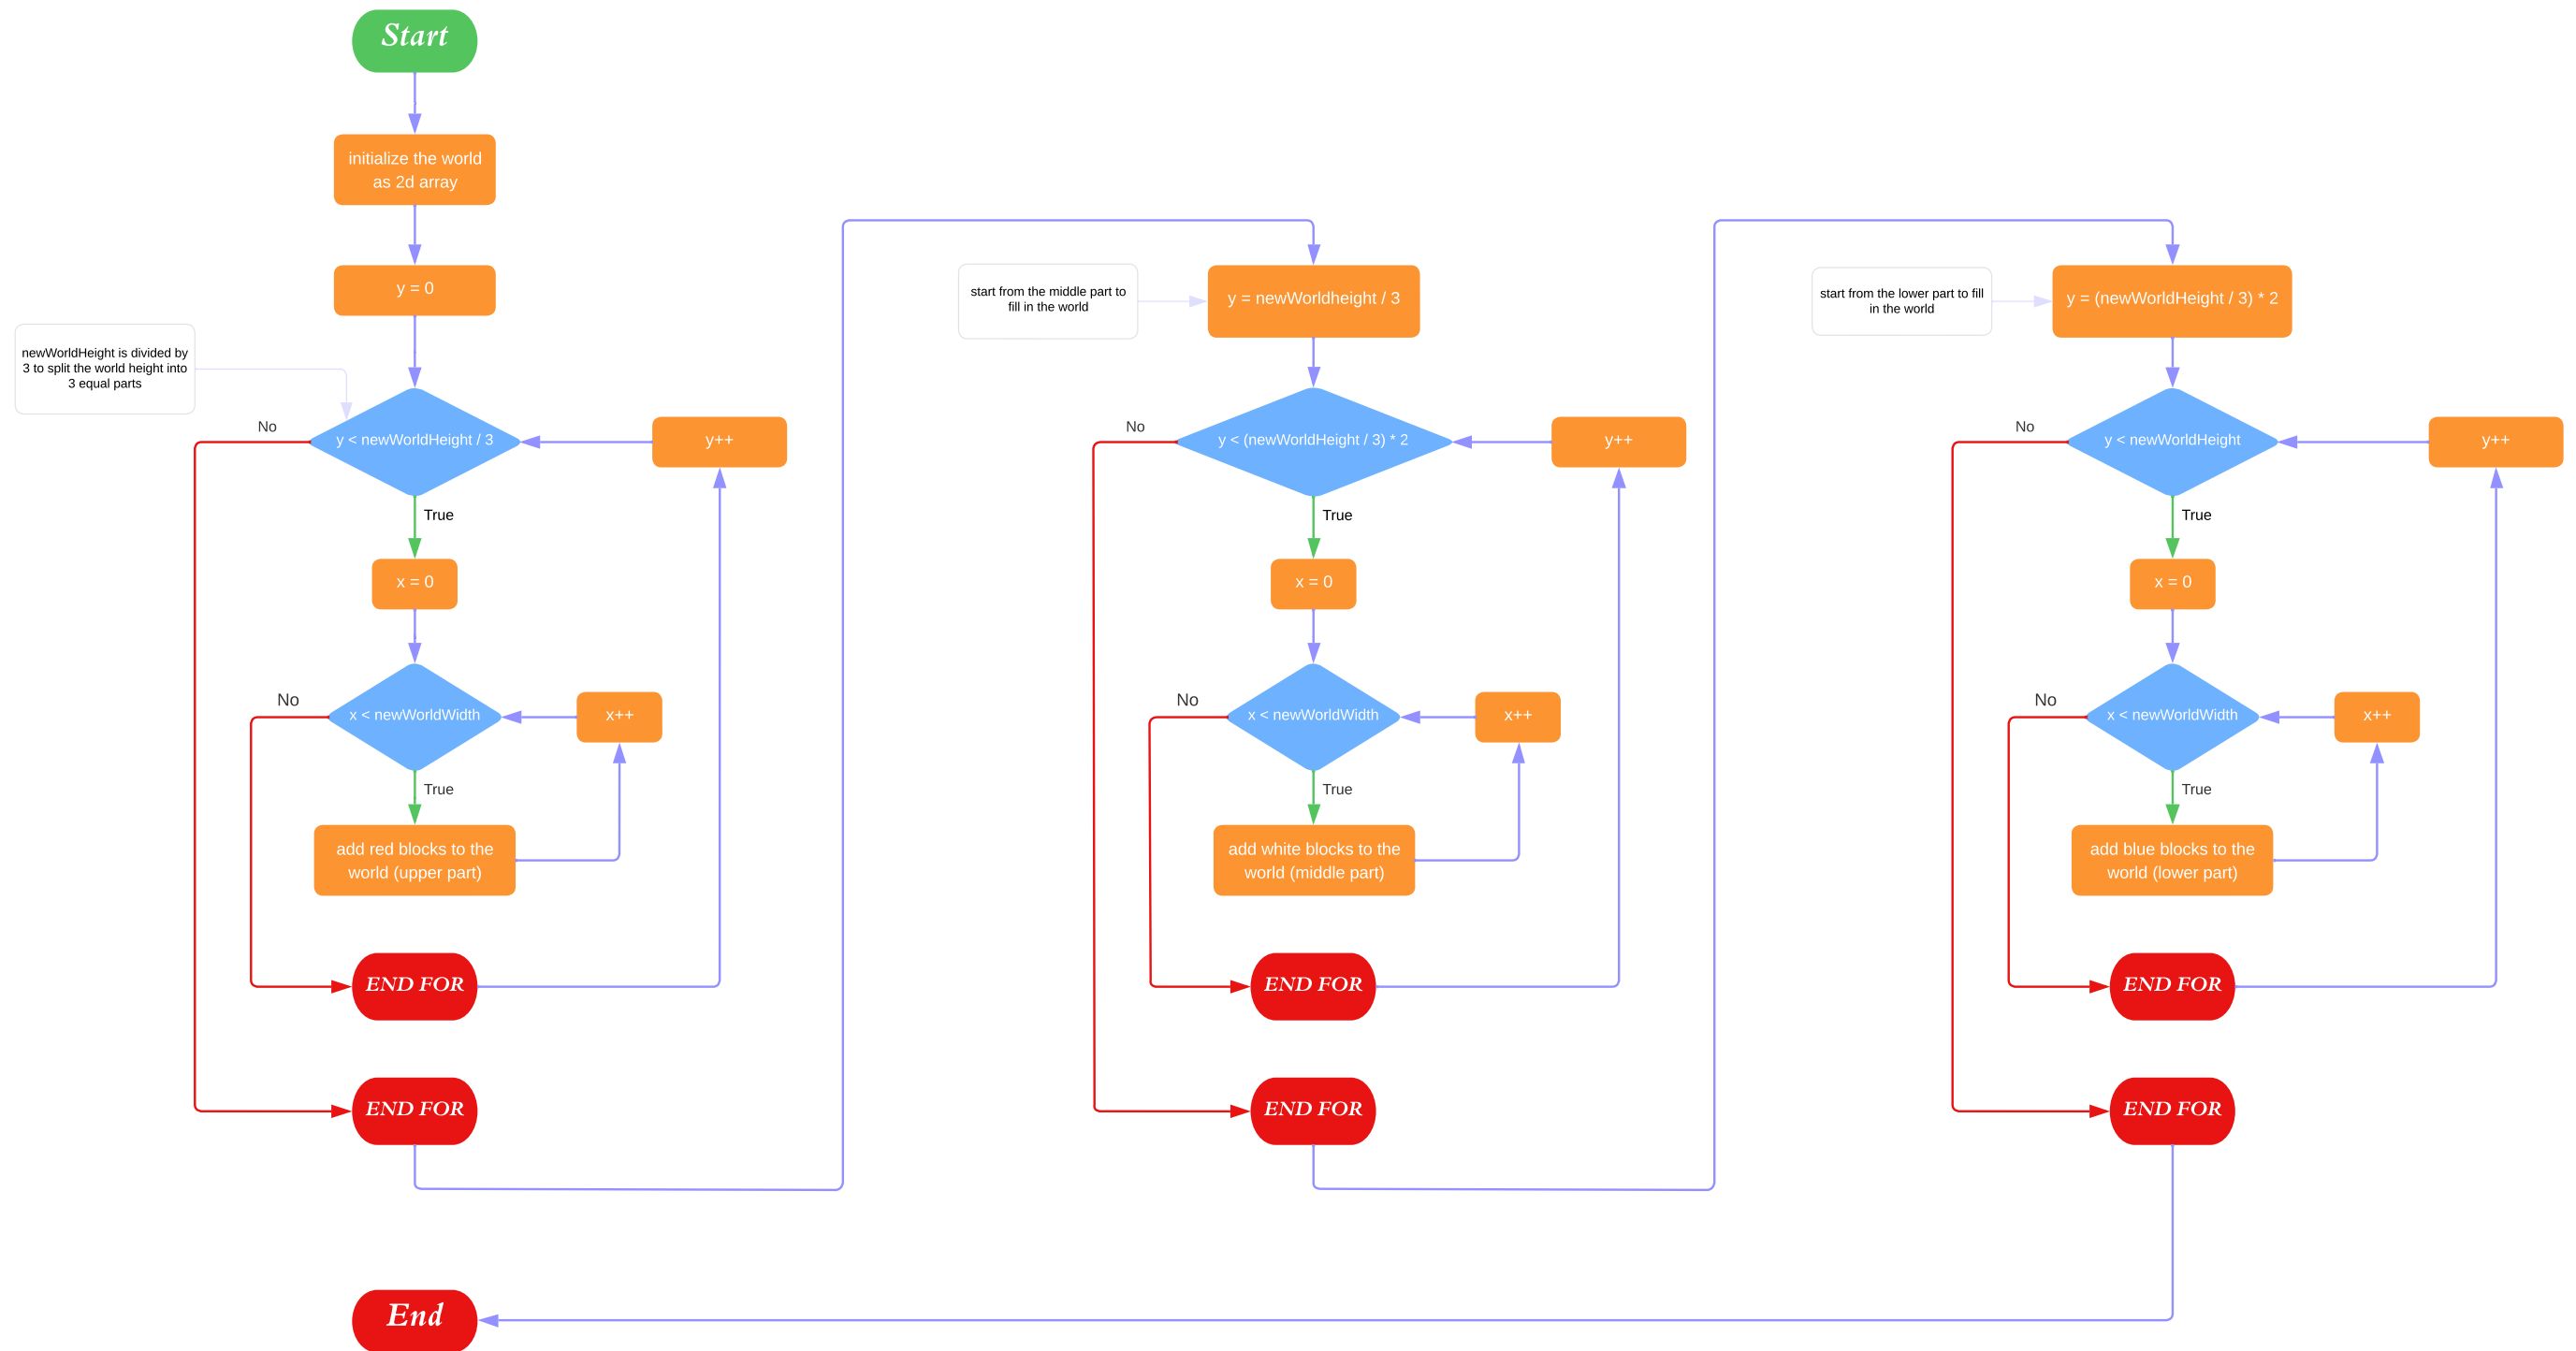 Start
initialize the world
as 2d array
y = 0
newWorldHeight is divided by
3 to split the world height into
3 equal parts
y < newWorldHeight / 3
No
y++
True
x = 0
No
x < newWorldWidth
x++
True
add red blocks to the
world (upper part)
END FOR
END FOR
start from the middle part to
fill in the world
y = newWorldheight / 3
No
y < (newWorldHeight / 3) * 2
y++
True
x = 0
No
x < newWorldWidth
x++
True
add white blocks to the
world (middle part)
END FOR
END FOR
start from the lower part to fill
in the world
y = (newWorldHeight / 3) * 2
No
y < newWorldHeight
y++
True
x = 0
No
x < newWorldWidth
x++
True
add blue blocks to the
world (lower part)
END FOR
END FOR
End